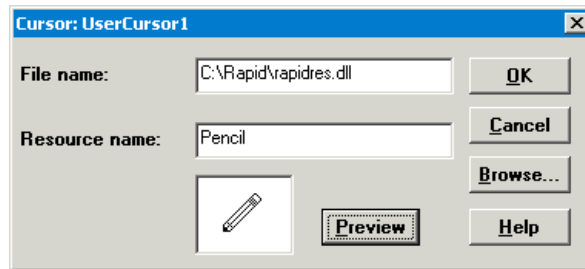 Cursor: UserCursor1
File name:
C:\Rapid\rapidres.dll
OK
Cancel
Resource name:
Pencil
Browse...
Preview
Help